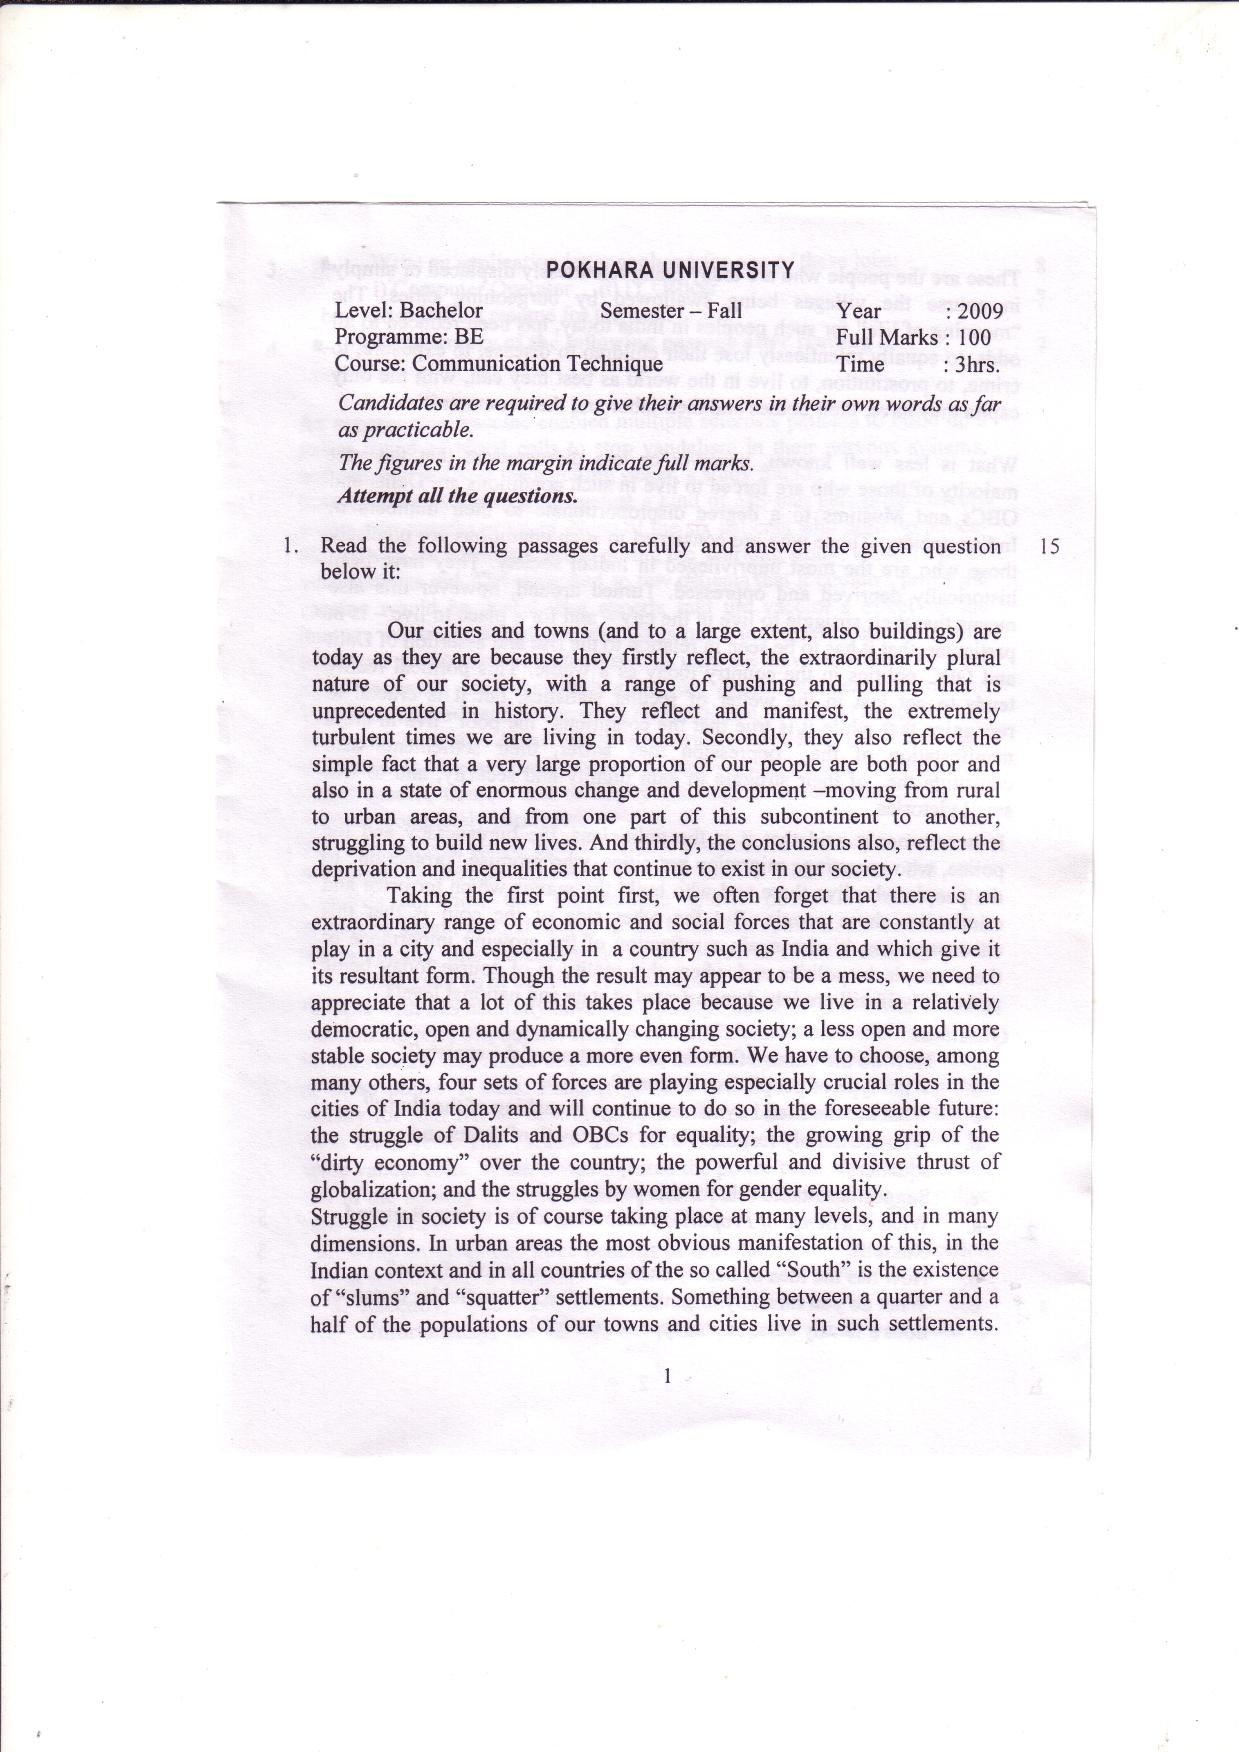 POKHARA UNIVERSITY
Level: Bachelor Semester – Fall Year : 2009
Programme: BE Full Marks : 100
Course: Communication Technique Time : 3hrs.
Candidates are required to give their answers in their own words as far
as practicable.
The figures in the margin indicate full marks.
Attempt all the questions.
1. Read the following passages carefully and answer the given question 15
below it:
Our cities and towns (and to a large extent, also buildings) are
today as they are because they firstly reflect, the extraordinarily plural
nature of our society, with a range of pushing and pulling that is
unprecedented in history. They reflect and manifest, the extremely
turbulent times we are living in today. Secondly, they also reflect the
simple fact that a very large proportion of our people are both poor and
also in a state of enormous change and development –moving from rural
to urban areas, and from one part of this subcontinent to another,
struggling to build new lives. And thirdly, the conclusions also, reflect the
deprivation and inequalities that continue to exist in our society.
Taking the first point first, we often forget that there is an
extraordinary range of economic and social forces that are constantly at
play in a city and especially in a country such as India and which give it
its resultant form. Though the result may appear to be a mess, we need to
appreciate that a lot of this takes place because we live in a relatively
democratic, open and dynamically changing society; a less open and more
stable society may produce a more even form. We have to choose, among
many others, four sets of forces are playing especially crucial roles in the
cities of India today and will continue to do so in the foreseeable future:
the struggle of Dalits and OBCs for equality; the growing grip of the
“dirty economy” over the country; the powerful and divisive thrust of
globalization; and the struggles by women for gender equality.
Struggle in society is of course taking place at many levels, and in many
dimensions. In urban areas the most obvious manifestation of this, in the
Indian context and in all countries of the so called “South” is the existence
of “slums” and “squatter” settlements. Something between a quarter and a
half of the populations of our towns and cities live in such settlements.
1